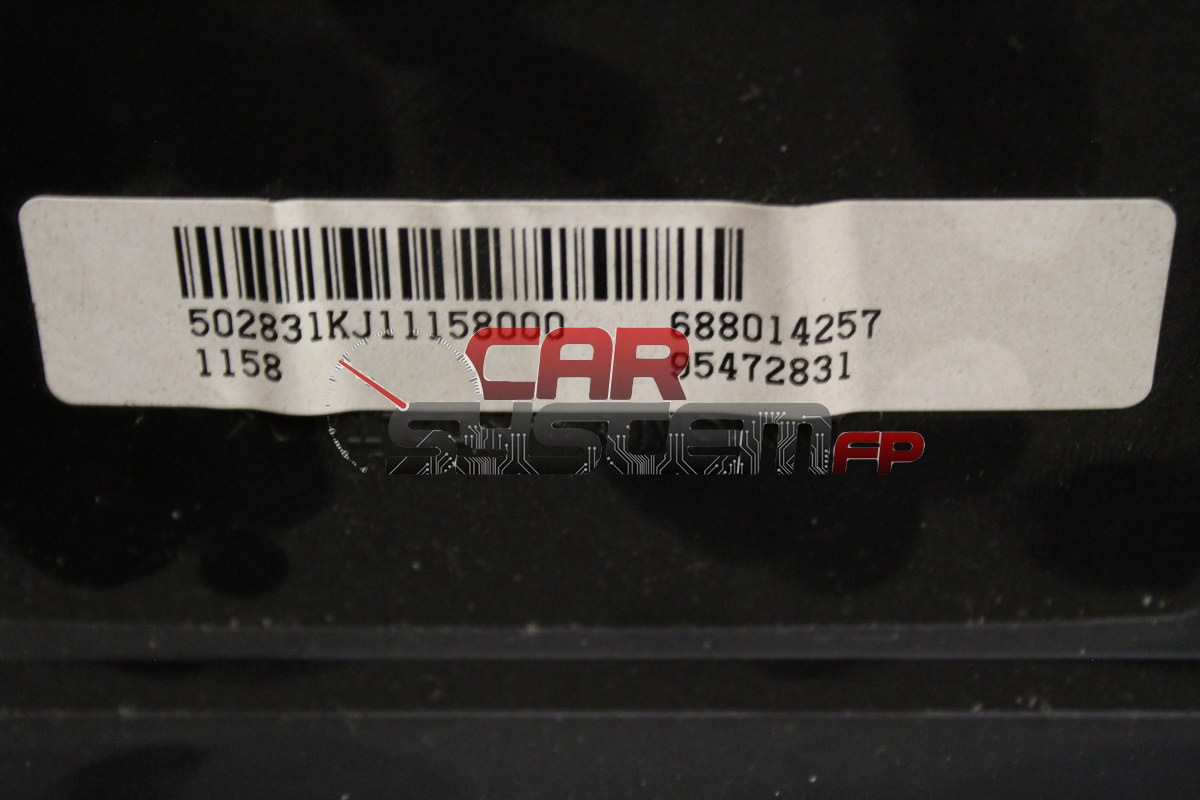 502831KJ11158000 688014257
1158 95472831
CAR
SYSTEM FP